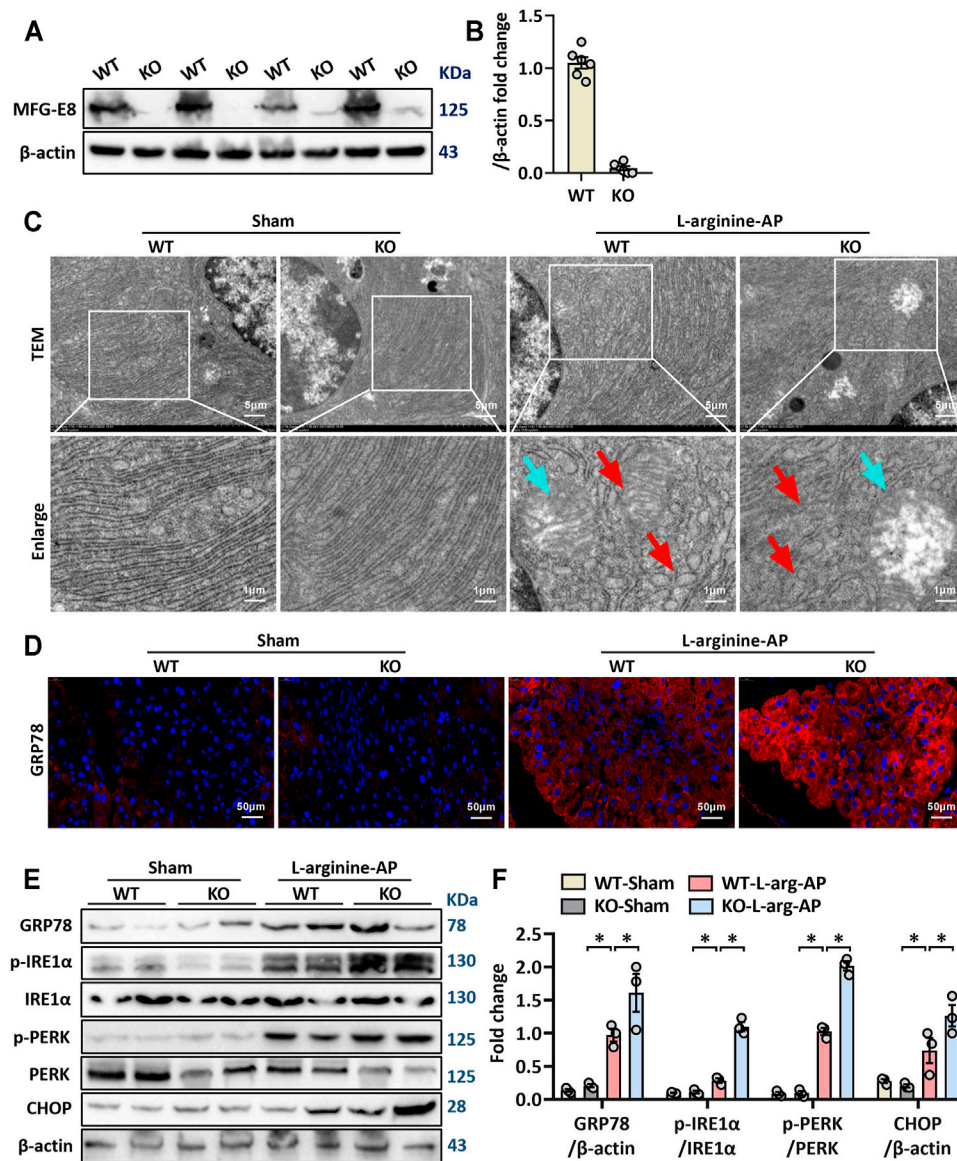 A
WT KO WT KO WT KO WT KO KDa
MFG-E8 125
β-actin 43
B
/β-actin fold change
1.5
1.0
0.5
0.0
WT KO
C
Sham L-arginine-AP
WT KO WT KO
TEM
5μm 5μm 5μm 5μm
Enlarge
1μm 1μm 1μm 1μm
D
Sham L-arginine-AP
WT KO WT KO
GRP78
50μm 50μm 50μm 50μm
E
Sham L-arginine-AP
WT KO WT KO KDa
GRP78 78
p-IRE1α 130
IRE1α 130
p-PERK 125
PERK 125
CHOP 28
β-actin 43
F
WT-Sham WT-L-arg-AP
KO-Sham KO-L-arg-AP
Fold change
2.5
2.0
1.5
1.0
0.5
0.0
* * * * * * * *
GRP78 p-IRE1α p-PERK CHOP
/β-actin /IRE1α /PERK /β-actin